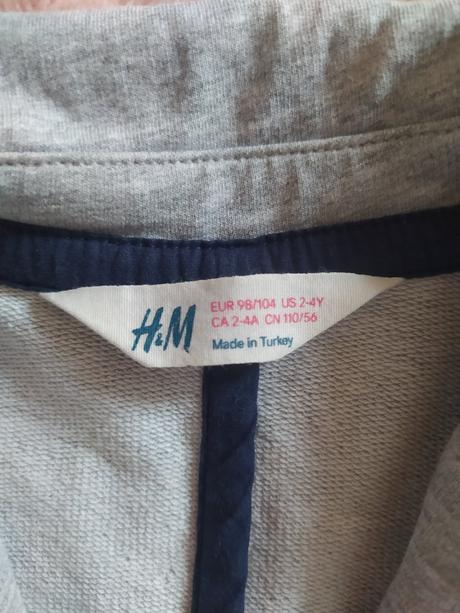 H&M
EUR 98/104 US 2-4Y
CA 2-4A CN 110/56
Made in Turkey